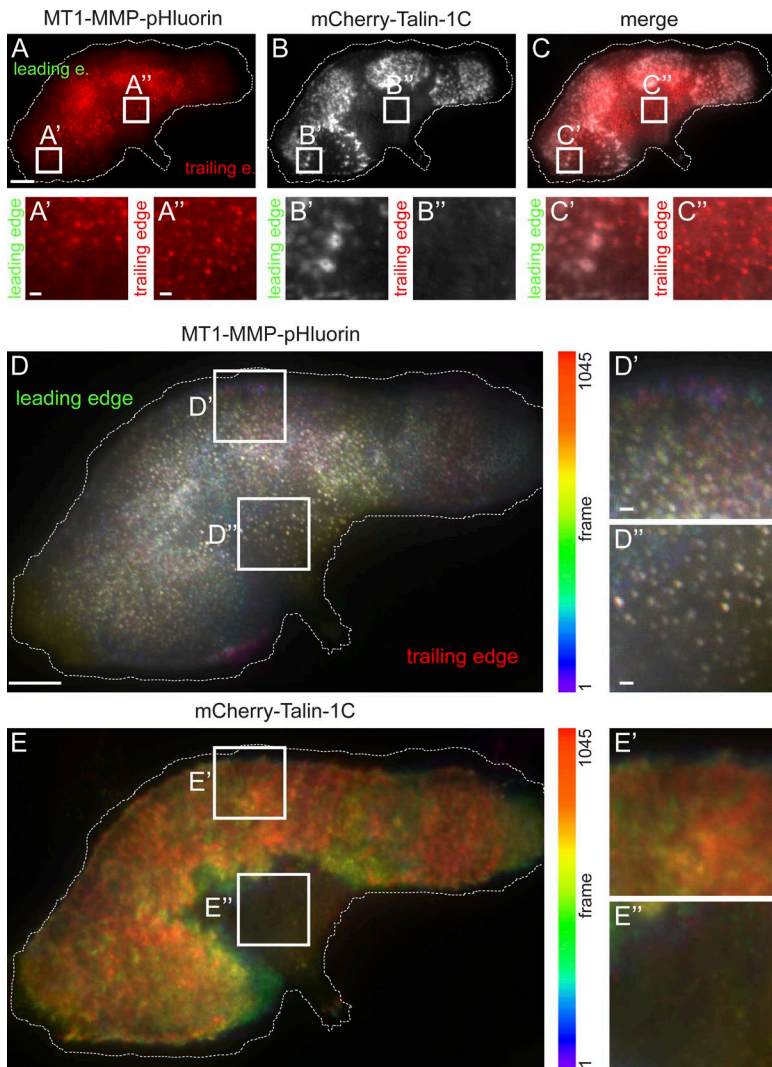 MT1-MMP-pHluorin
mCherry-Talin-1C
merge
A
leading e.
A''
A'
trailing e.
B
B''
B'
C
C''
C'
leading edge
A'
trailing edge
A''
leading edge
B'
trailing edge
B''
leading edge
C'
trailing edge
C''
MT1-MMP-pHluorin
D
leading edge
D'
D''
trailing edge
1045
frame
1
D'
D''
mCherry-Talin-1C
E
E'
E''
1045
frame
1
E'
E''